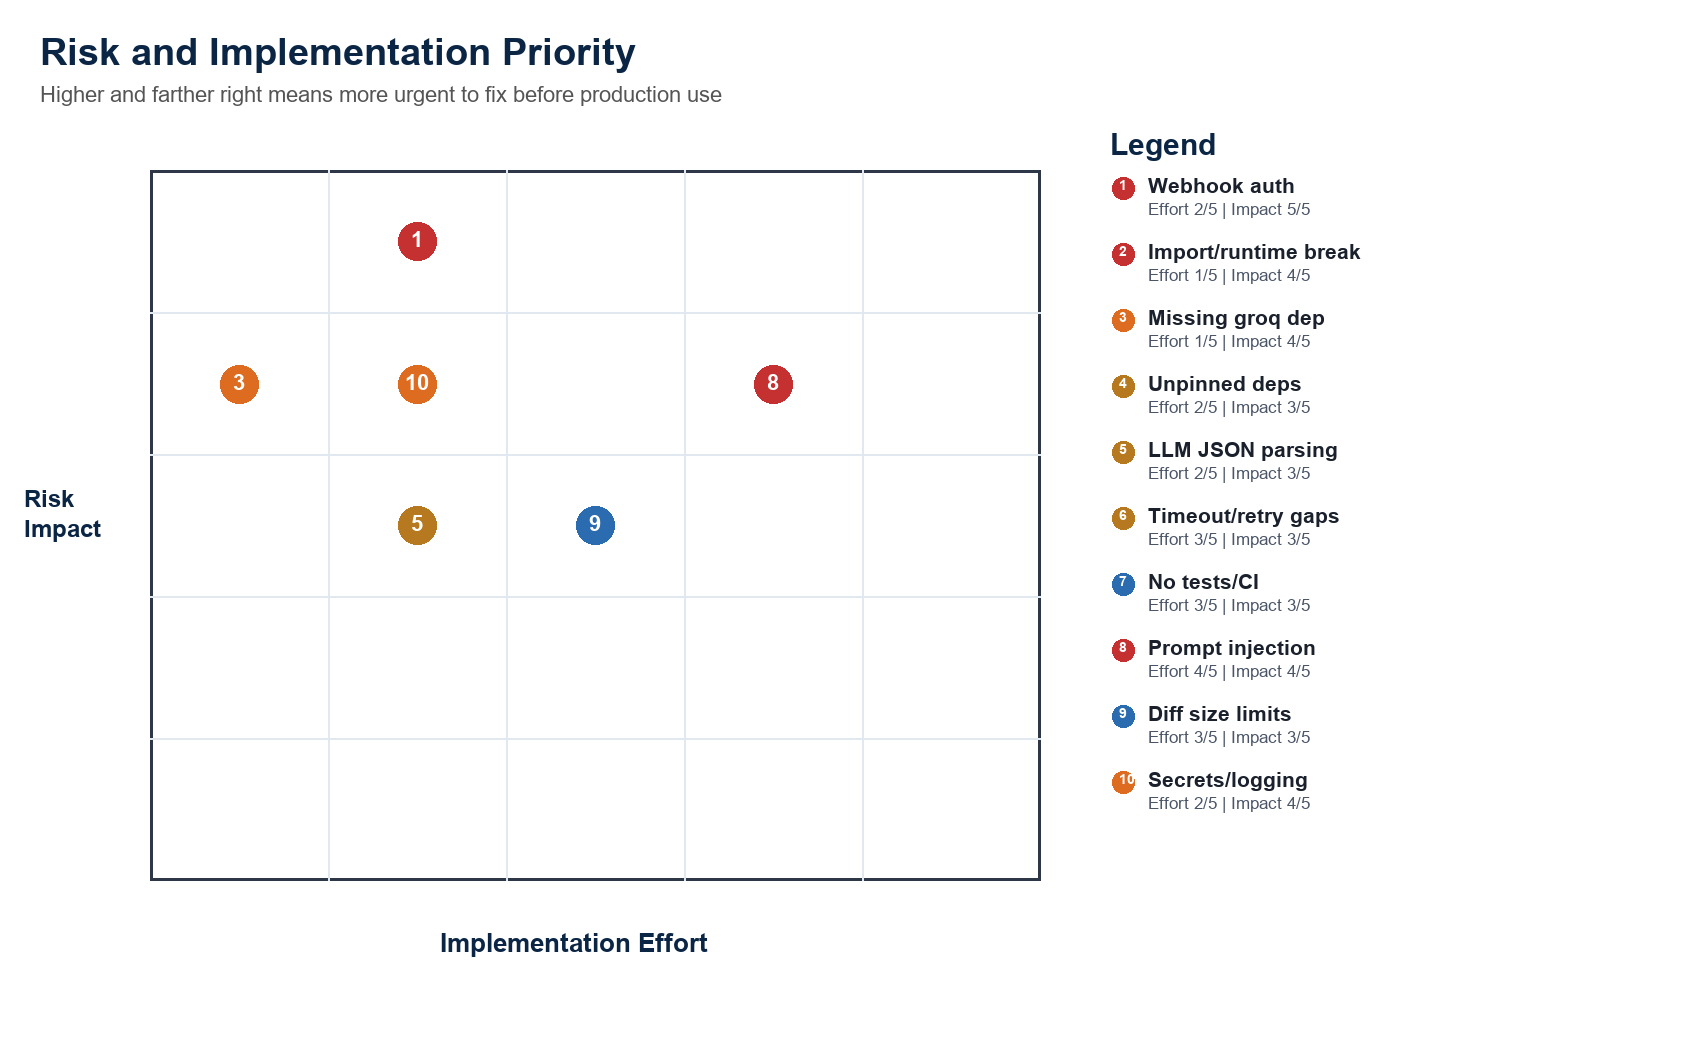 Risk and Implementation Priority
Higher and farther right means more urgent to fix before production use
1
3
10
8
5
9
Risk
Impact
Implementation Effort
Legend
1 Webhook auth
Effort 2/5 | Impact 5/5
2 Import/runtime break
Effort 1/5 | Impact 4/5
3 Missing groq dep
Effort 1/5 | Impact 4/5
4 Unpinned deps
Effort 2/5 | Impact 3/5
5 LLM JSON parsing
Effort 2/5 | Impact 3/5
6 Timeout/retry gaps
Effort 3/5 | Impact 3/5
7 No tests/CI
Effort 3/5 | Impact 3/5
8 Prompt injection
Effort 4/5 | Impact 4/5
9 Diff size limits
Effort 3/5 | Impact 3/5
10 Secrets/logging
Effort 2/5 | Impact 4/5